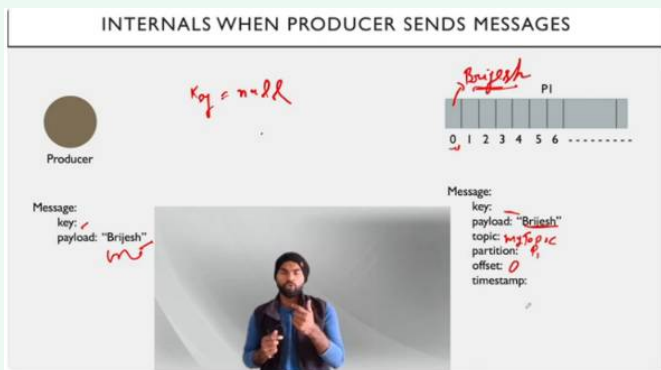 INTERNALS WHEN PRODUCER SENDS MESSAGES
Key = null
Brijesh
P1
0 1 2 3 4 5 6 ---------
Producer
Message:
key:
payload: "Brijesh"
Message:
key:
payload: "Brijesh"
topic: myTopic
partition: P1
offset: 0
timestamp: